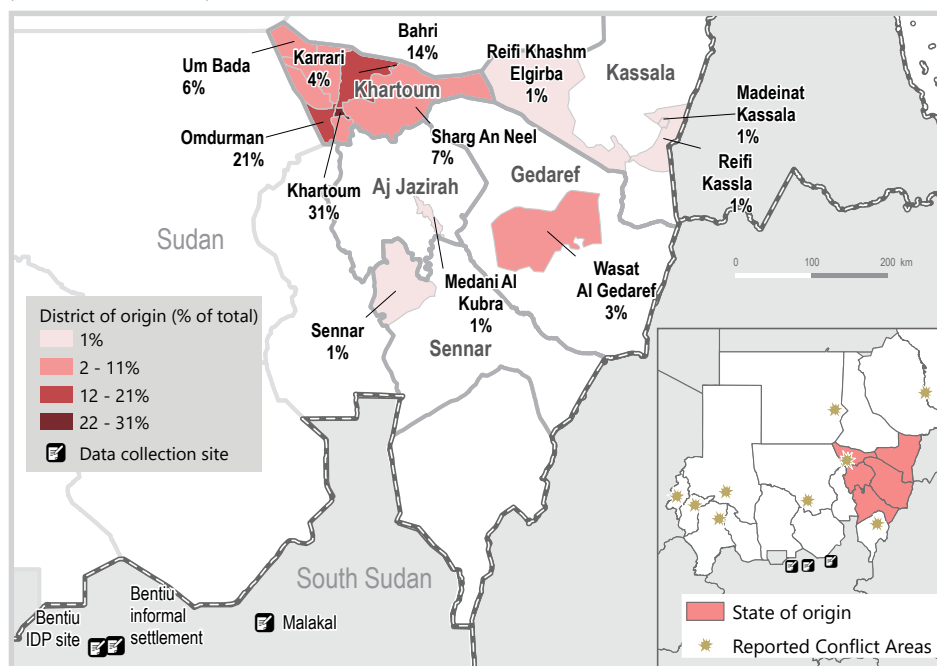 Bahri
14%
Um Bada
6%
Karrari
4%
Reifi Khashm
Elgirba
1%
Kassala
Khartoum
Madeinat
Kassala
1%
Omdurman
21%
Sharg An Neel
7%
Reifi
Kassla
1%
Khartoum
31%
Aj Jazirah
Gedaref
Sudan
0 100 200 km
Medani Al
Kubra
1%
Wasat
Al Gedaref
3%
Sennar
1%
Sennar
District of origin (% of total)
1%
2 - 11%
12 - 21%
22 - 31%
Data collection site
South Sudan
Bentiu
IDP site
Bentiu
informal
settlement
Malakal
State of origin
Reported Conflict Areas